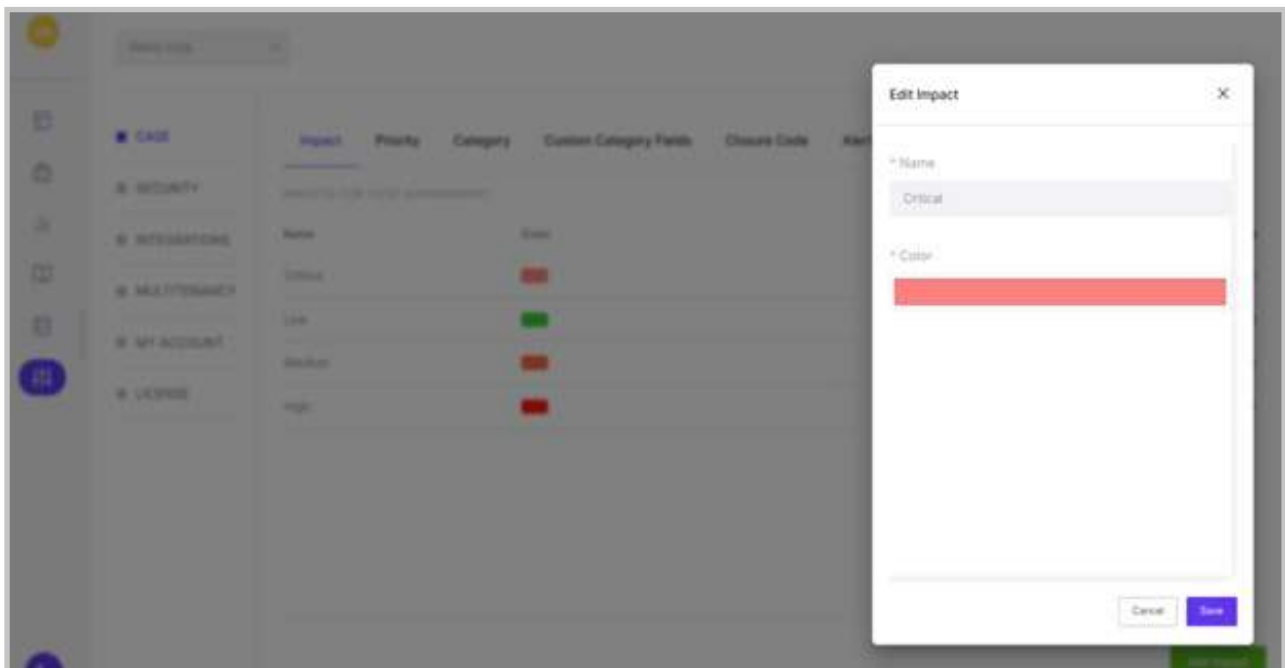 Edit Impact
* Name
Critical
* Color
Cancel
Save
CASE
SECURITY
INTEGRATIONS
MULTITENANCY
MY ACCOUNT
LICENSE
Impact Priority Category Custom Category Fields Closure Code
Name
Critical
Low
Medium
High